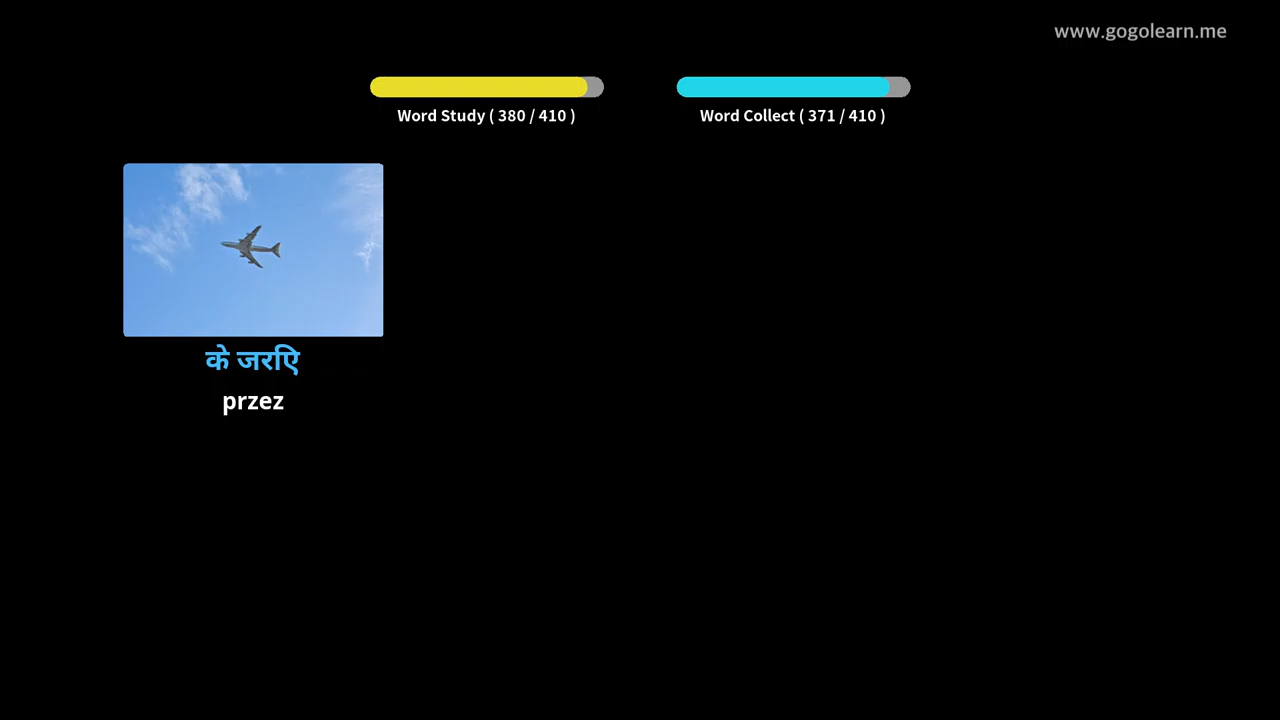 www.gogolearn.me
Word Study ( 380 / 410 )
Word Collect ( 371 / 410 )
के जरिए
przez